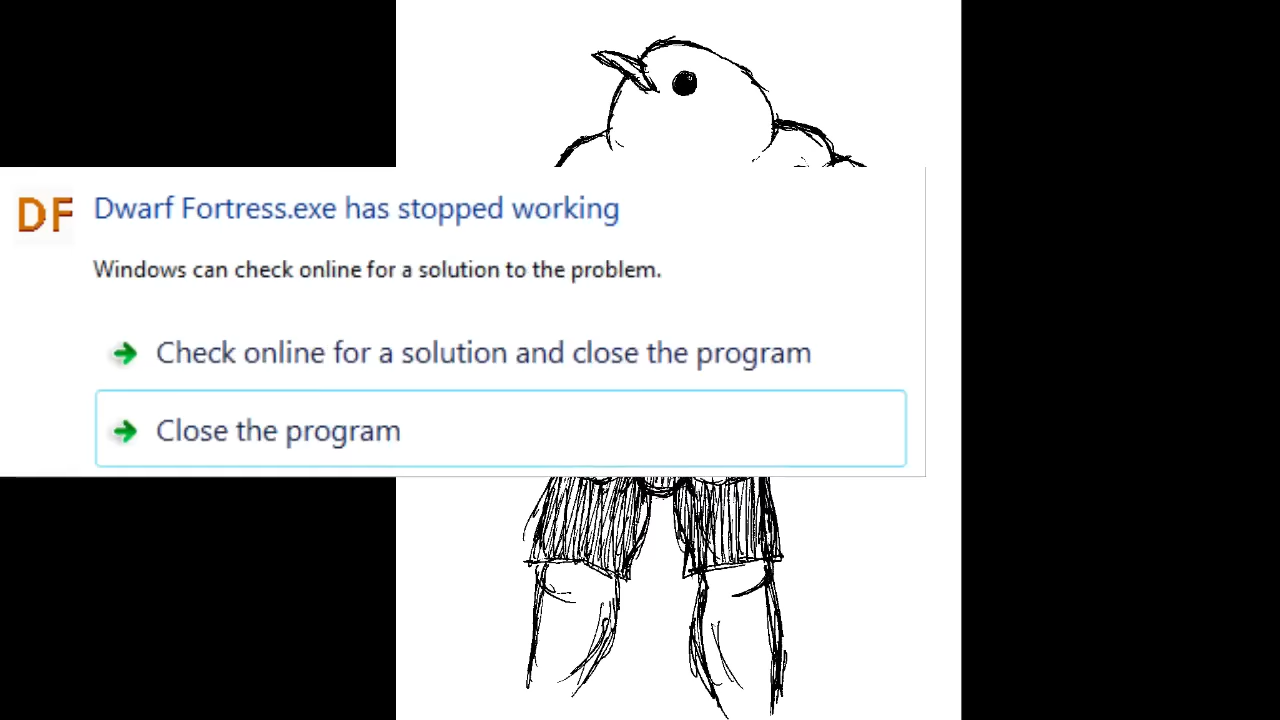 DF
Dwarf Fortress.exe has stopped working
Windows can check online for a solution to the problem.
Check online for a solution and close the program
Close the program